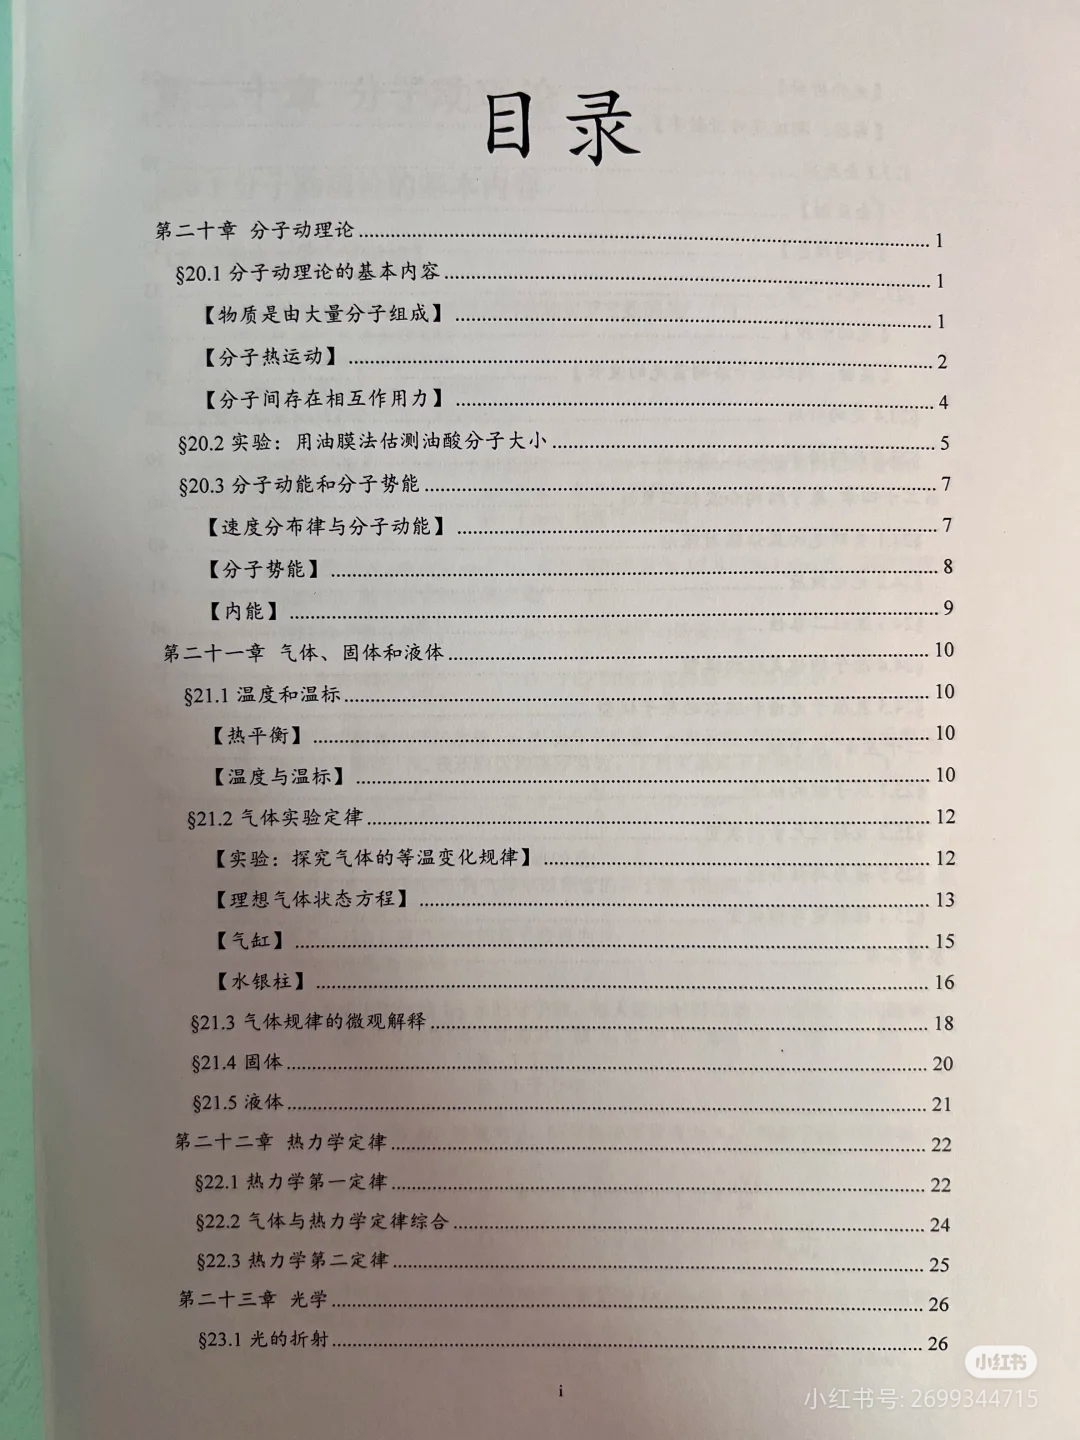 目录
第二十章 分子动理论 1
§20.1 分子动理论的基本内容 1
【物质是由大量分子组成】 1
【分子热运动】 2
【分子间存在相互作用力】 4
§20.2 实验：用油膜法估测油酸分子大小 5
§20.3 分子动能和分子势能 7
【速度分布律与分子动能】 7
【分子势能】 8
【内能】 9
第二十一章 气体、固体和液体 10
§21.1 温度和温标 10
【热平衡】 10
【温度与温标】 10
§21.2 气体实验定律 12
【实验：探究气体的等温变化规律】 12
【理想气体状态方程】 13
【气缸】 15
【水银柱】 16
§21.3 气体规律的微观解释 18
§21.4 固体 20
§21.5 液体 21
第二十二章 热力学定律 22
§22.1 热力学第一定律 22
§22.2 气体与热力学定律综合 24
§22.3 热力学第二定律 25
第二十三章 光学 26
§23.1 光的折射 26
i
小红书
小红书号: 2699344715